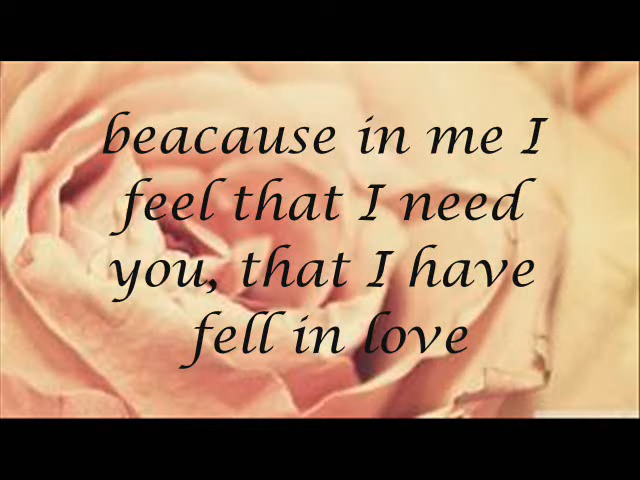 beacause in me I
feel that I need
you, that I have
fell in love